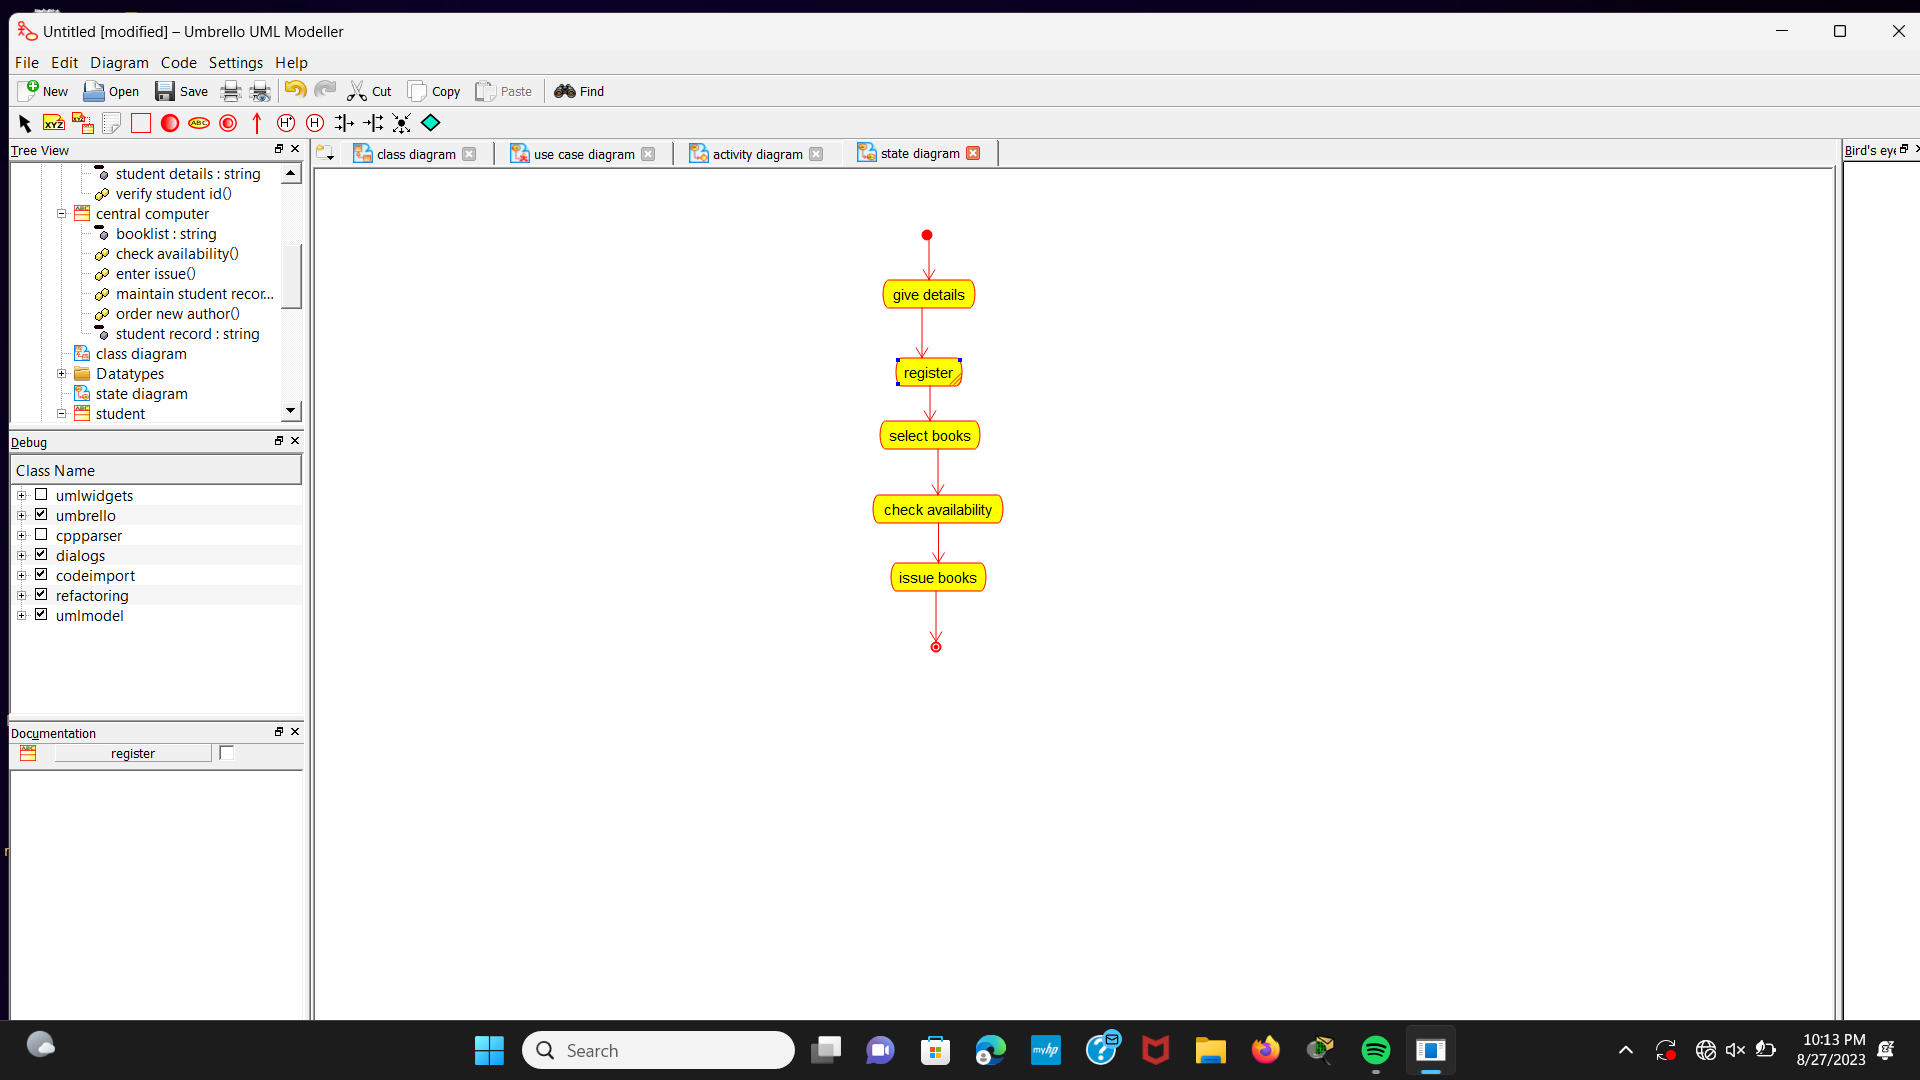 Untitled [modified] – Umbrello UML Modeller
File Edit Diagram Code Settings Help
New Open Save Cut Copy Paste Find
XYZ XYZ ABC H* H
Tree View
student details : string
verify student id()
central computer
booklist : string
check availability()
enter issue()
maintain student recor...
order new author()
student record : string
class diagram
Datatypes
state diagram
student
Debug
Class Name
umlwidgets
umbrello
cppparser
dialogs
codeimport
refactoring
umlmodel
Documentation
register
class diagram use case diagram activity diagram state diagram
Bird's eye
give details
register
select books
check availability
issue books
Search
myhp
10:13 PM
8/27/2023